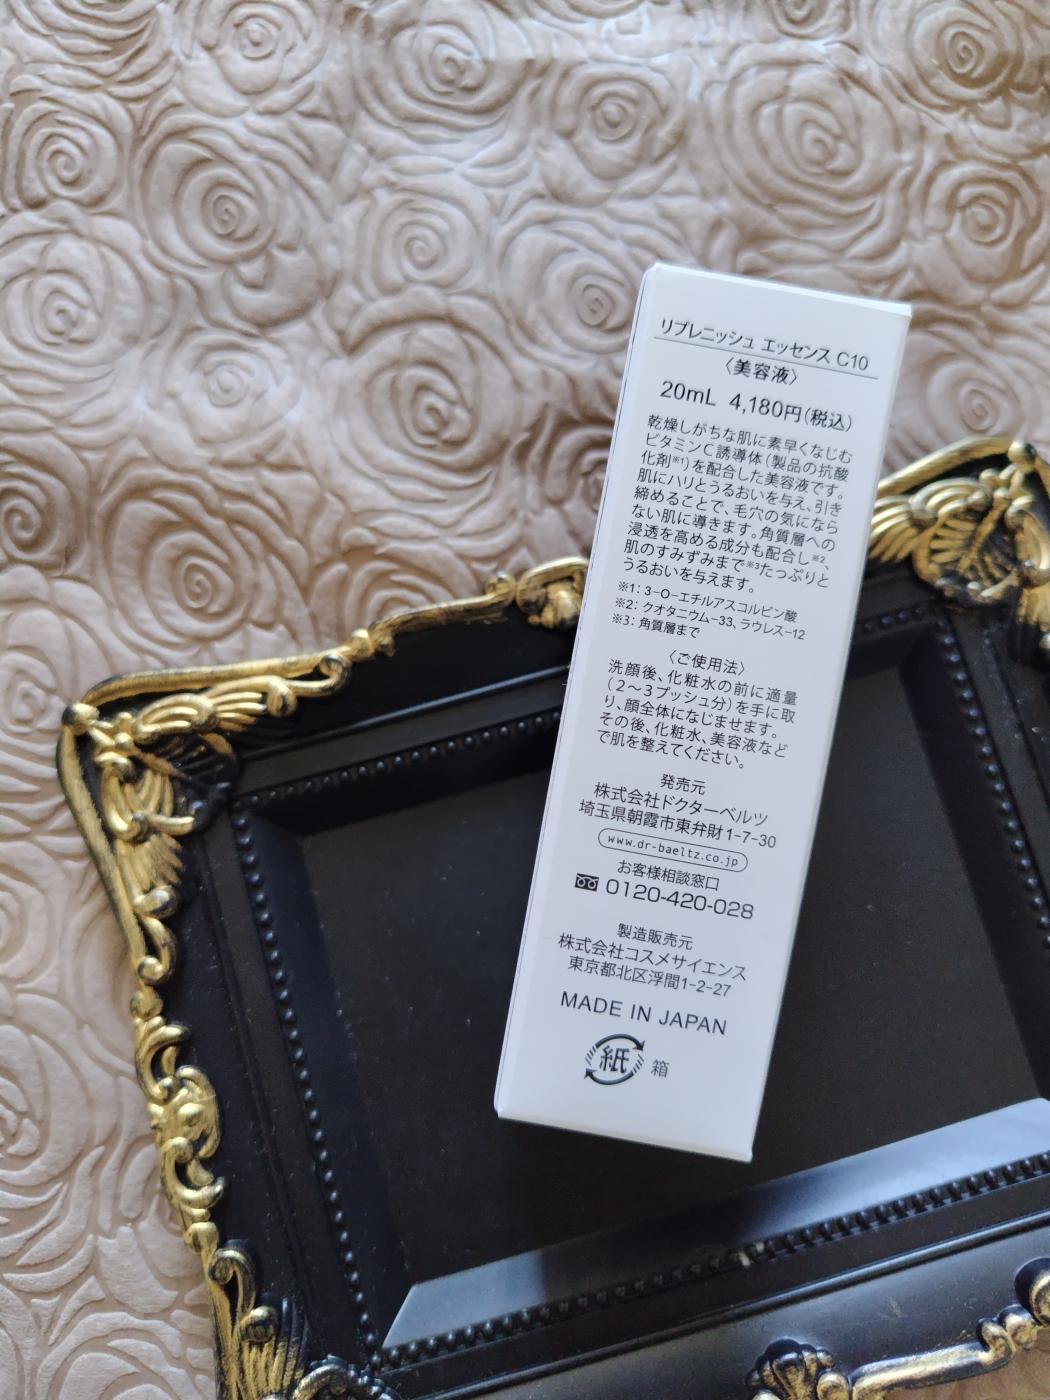 リプレニッシュ エッセンス C10
〈美容液〉
20mL 4,180円(税込)
乾燥しがちな肌に素早くなじむ
ビタミンC誘導体(製品の抗酸
化剤※1)を配合した美容液です。
肌にハリとうるおいを与え、引き
締めることで、毛穴の気になら
ない肌に導きます。角質層への
浸透を高める成分も配合し※2、
肌のすみずみまで※3たっぷりと
うるおいを与えます。
※1: 3-O-エチルアスコルビン酸
※2: クオタニウム-33、ラウレス-12
※3: 角質層まで
〈ご使用法〉
洗顔後、化粧水の前に適量
(2〜3プッシュ分)を手に取
り、顔全体になじませます。
その後、化粧水、美容液など
で肌を整えてください。
発売元
株式会社ドクターベルツ
埼玉県朝霞市東弁財1-7-30
www.dr-baeltz.co.jp
お客様相談窓口
0120-420-028
製造販売元
株式会社コスメサイエンス
東京都北区浮間1-2-27
MADE IN JAPAN
紙 箱